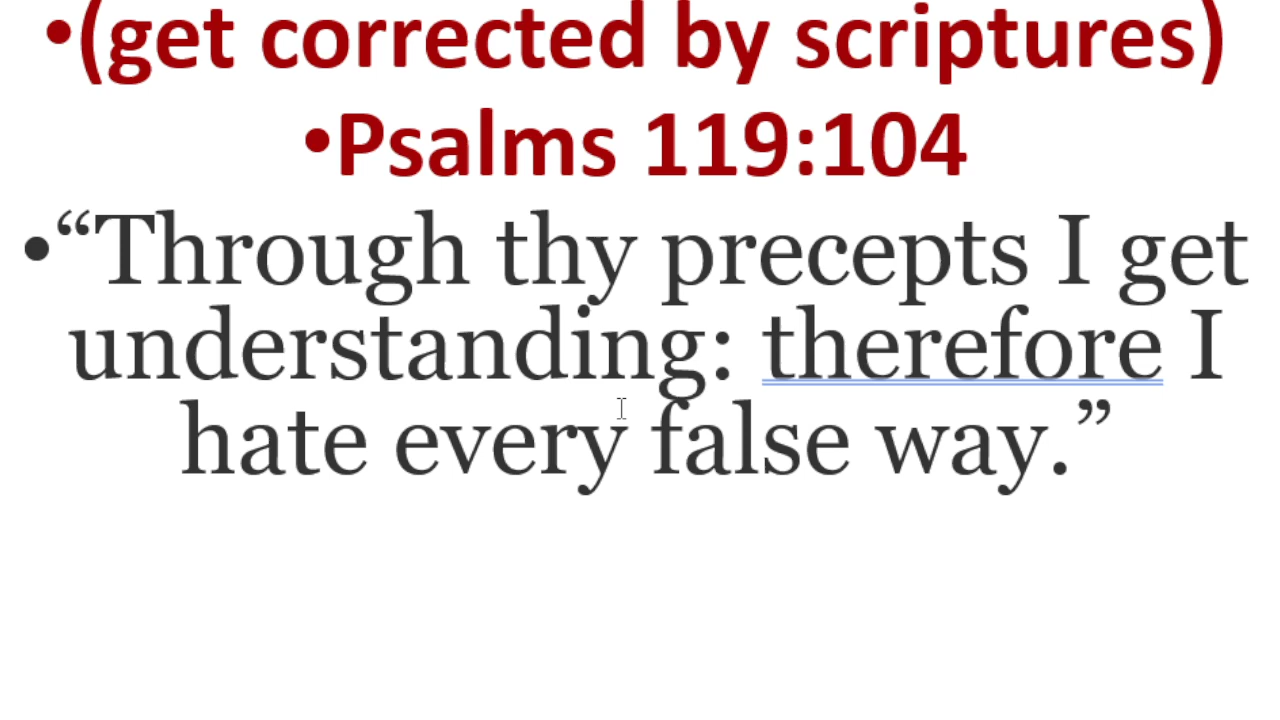 •(get corrected by scriptures)
•Psalms 119:104
•“Through thy precepts I get
understanding: therefore I
hate every false way.”